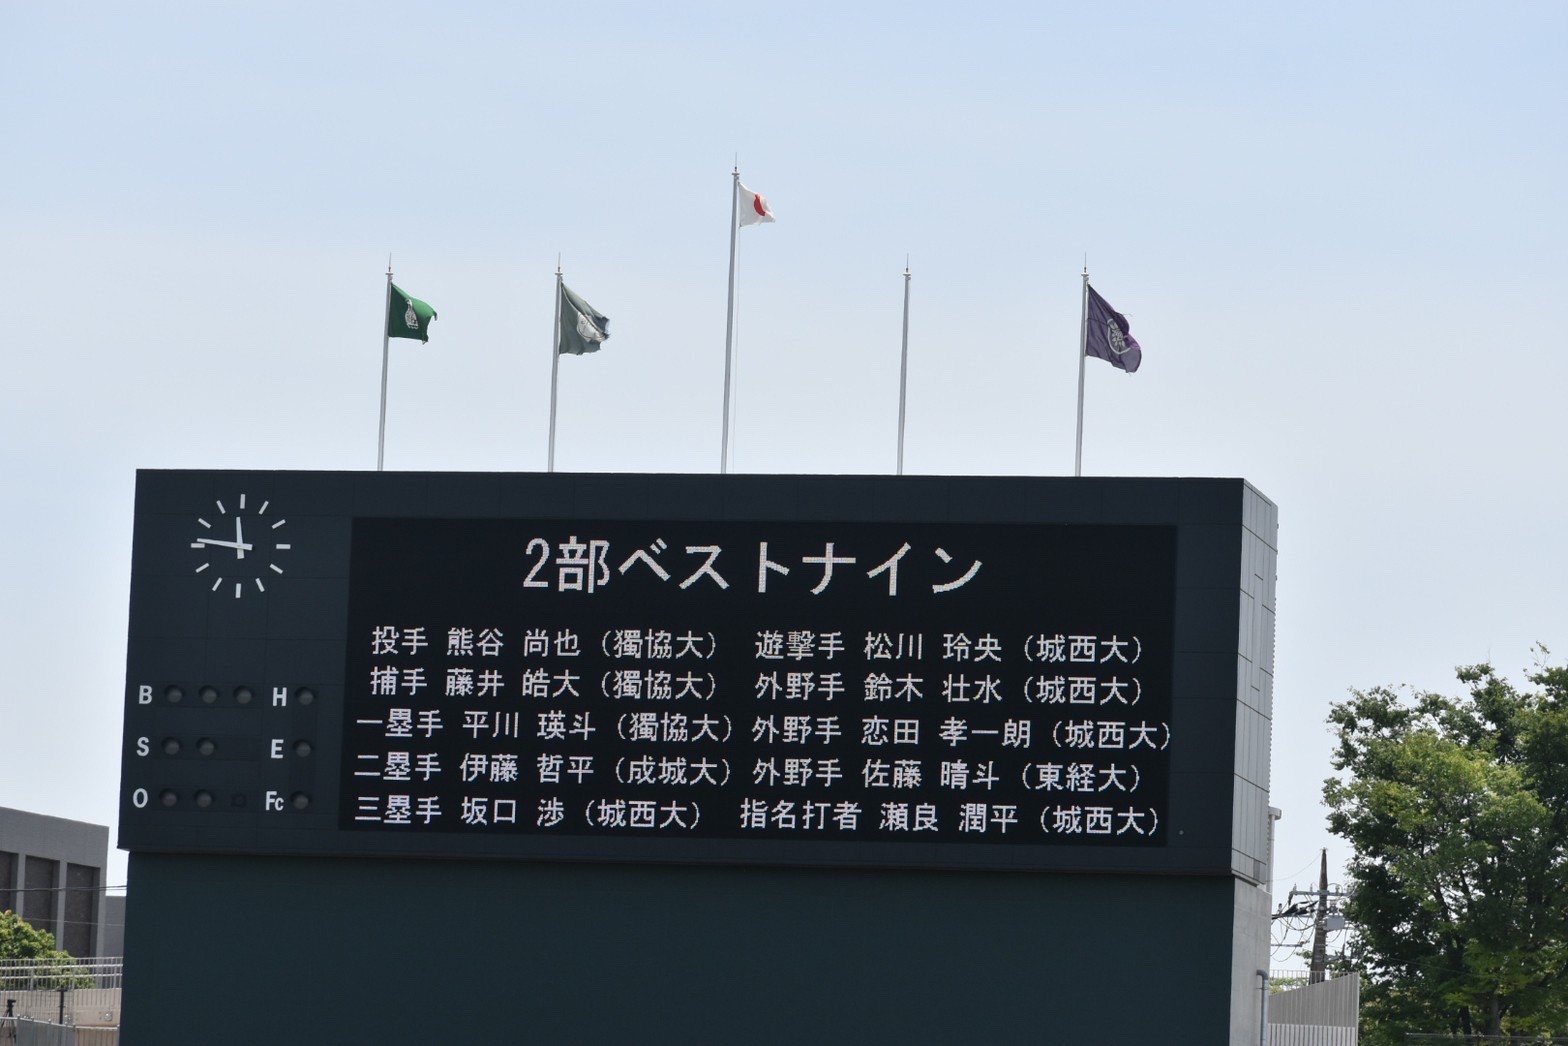 2部ベストナイン
投手 熊谷 尚也 (獨協大) 遊撃手 松川 玲央 (城西大)
捕手 藤井 皓大 (獨協大) 外野手 鈴木 壮水 (城西大)
一塁手 平川 瑛斗 (獨協大) 外野手 恋田 孝一朗 (城西大)
二塁手 伊藤 哲平 (成城大) 外野手 佐藤 晴斗 (東経大)
三塁手 坂口 渉 (城西大) 指名打者 瀬良 潤平 (城西大)
B H
S E
O Fc